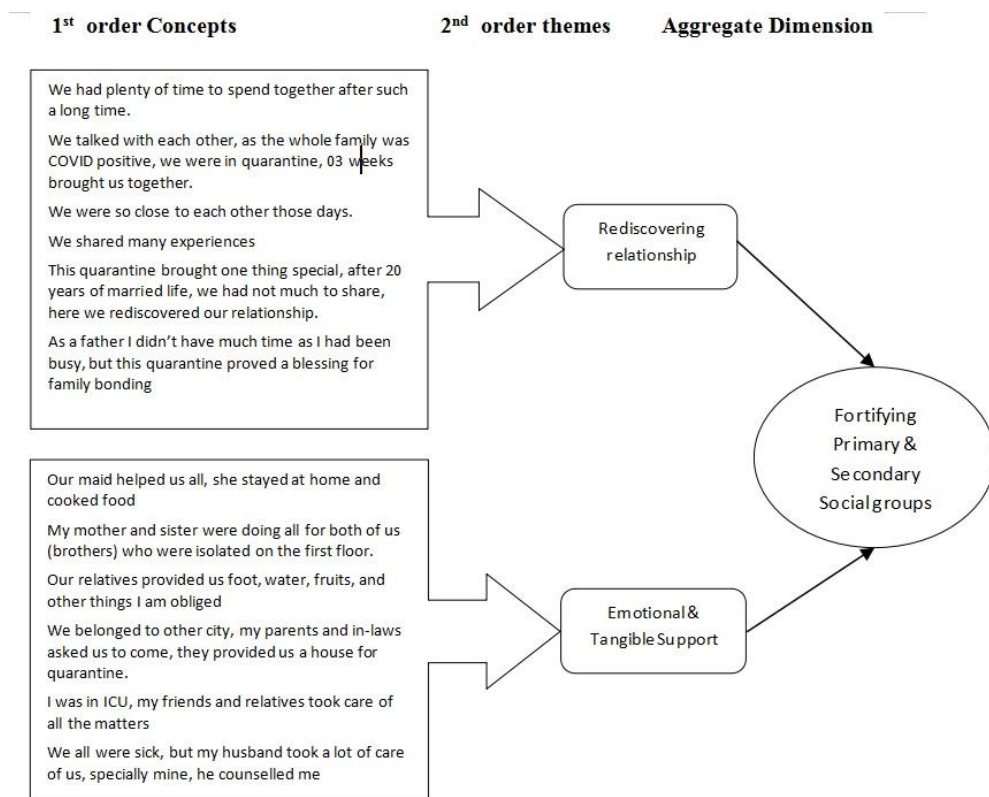 1st order Concepts 2nd order themes Aggregate Dimension
We had plenty of time to spend together after such
a long time.
We talked with each other, as the whole family was
COVID positive, we were in quarantine, 03 weeks
brought us together.
We were so close to each other those days.
We shared many experiences
This quarantine brought one thing special, after 20
years of married life, we had not much to share,
here we rediscovered our relationship.
As a father I didn't have much time as I had been
busy, but this quarantine proved a blessing for
family bonding
Rediscovering
relationship
Our maid helped us all, she stayed at home and
cooked food
My mother and sister were doing all for both of us
(brothers) who were isolated on the first floor.
Our relatives provided us foot, water, fruits, and
other things I am obliged
We belonged to other city, my parents and in-laws
asked us to come, they provided us a house for
quarantine.
I was in ICU, my friends and relatives took care of
all the matters
We all were sick, but my husband took a lot of care
of us, specially mine, he counselled me
Emotional &
Tangible Support
Fortifying
Primary &
Secondary
Social groups